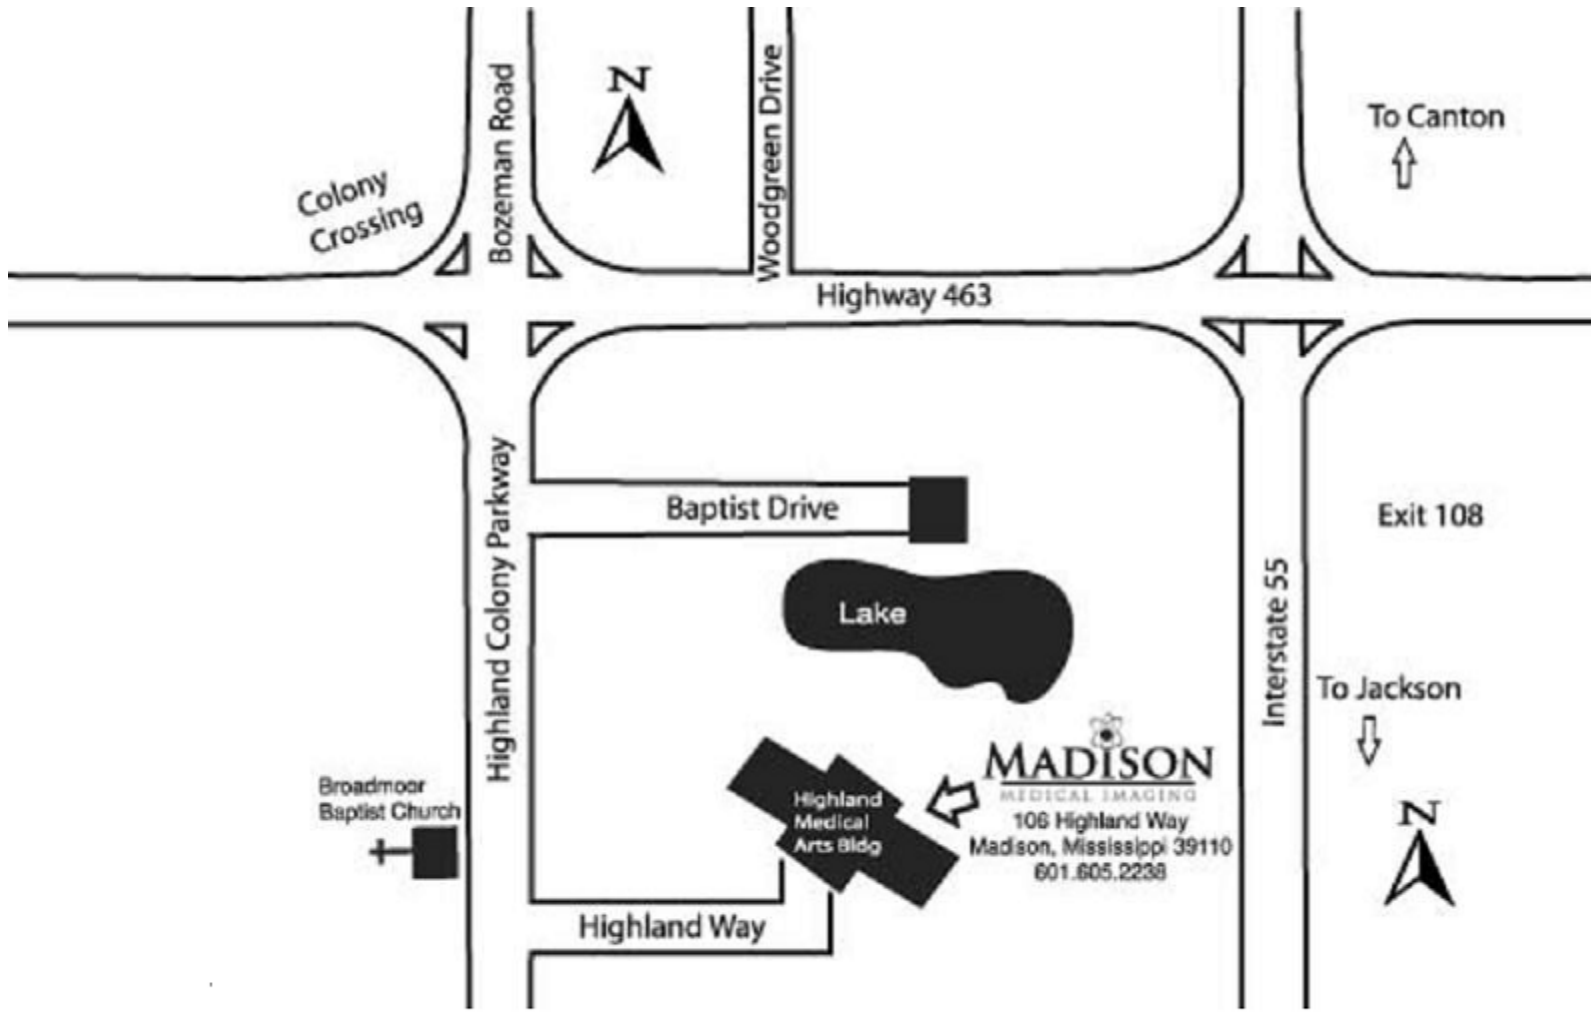 N
To Canton
Colony
Crossing
Bozeman Road
Woodgreen Drive
Highway 463
Highland Colony Parkway
Baptist Drive
Exit 108
Lake
Interstate 55
To Jackson
MADISON
MEDICAL IMAGING
106 Highland Way
Madison, Mississippi 39110
601.605.2238
Broadmoor
Baptist Church
Highland
Medical
Arts Bldg
N
Highland Way